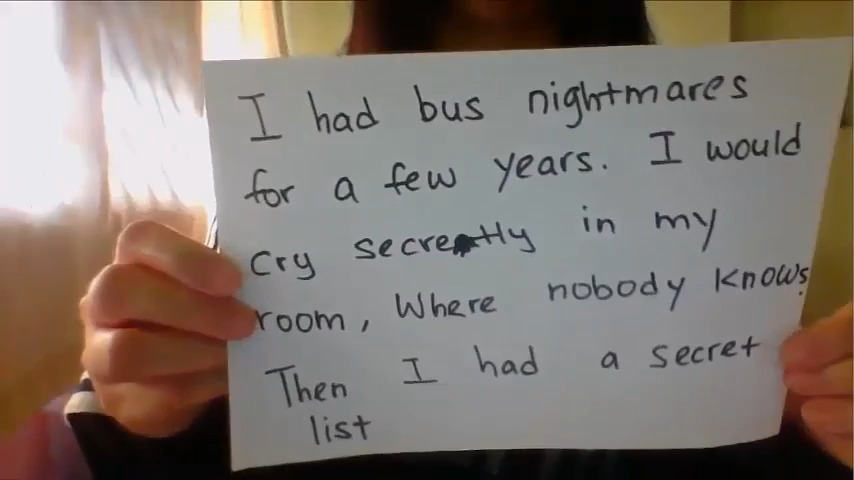 I had bus nightmares
for a few years. I would
cry secretly in my
room, Where nobody knows.
Then I had a secret
list